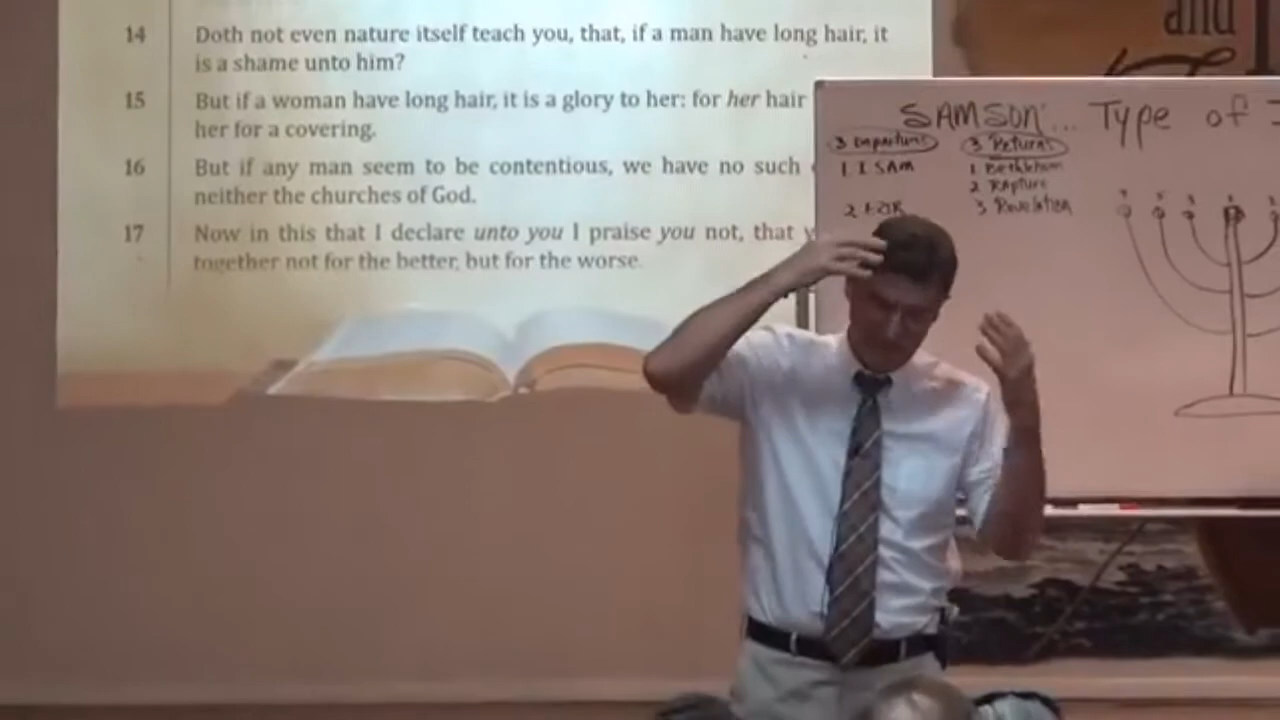 14 Doth not even nature itself teach you, that, if a man have long hair, it
is a shame unto him?
15 But if a woman have long hair, it is a glory to her: for her hair
her for a covering.
16 But if any man seem to be contentious, we have no such
neither the churches of God.
17 Now in this that I declare unto you I praise you not, that
together not for the better, but for the worse.
and
SAMSON... Type of
3 Departures 3 Returns
1 I SAM 1 Bethlehem
2 Rapture
2 3 Revelation